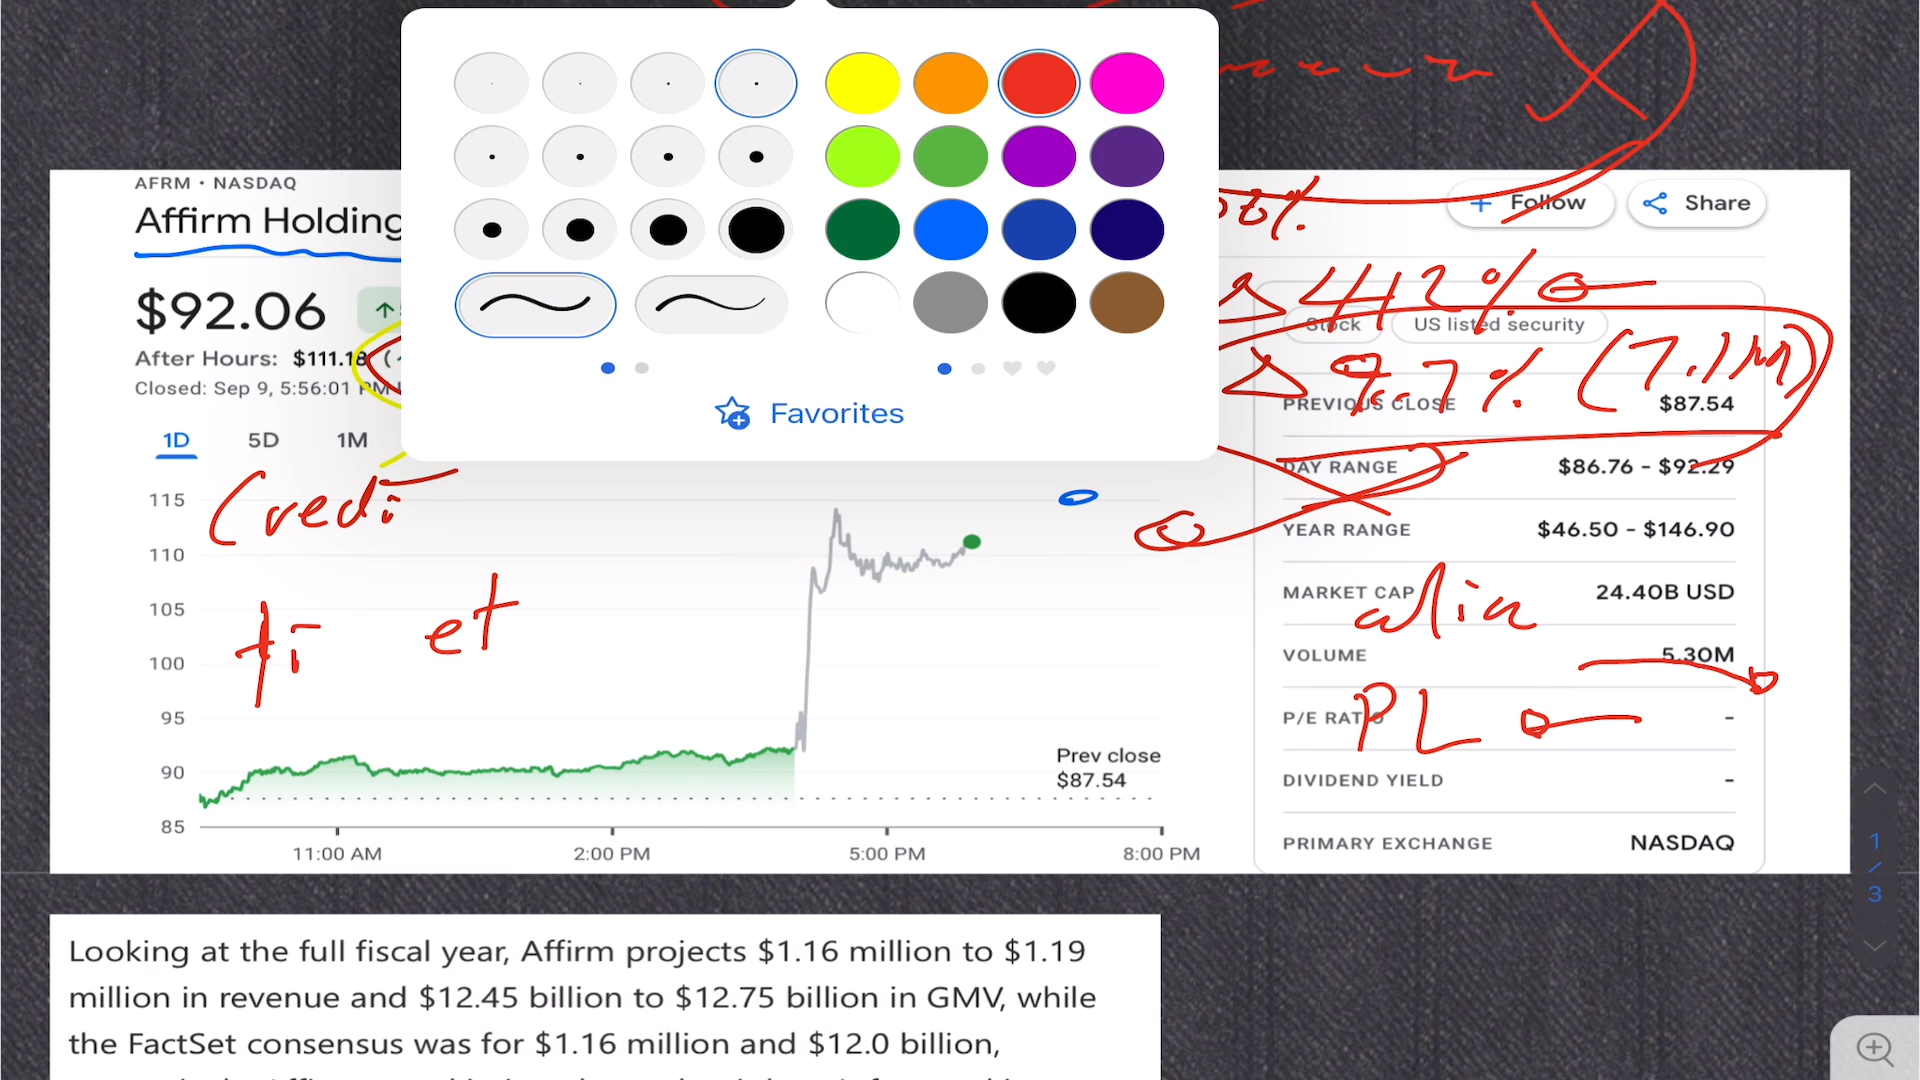 AFRM • NASDAQ
Affirm Holding
$92.06
After Hours: $111.18 (
Closed: Sep 9, 5:56:01 PM
1D 5D 1M
Favorites
Follow
Share
Δ 412%
Stock
US listed security
Δ 9.7% (7.1M)
PREVIOUS CLOSE $87.54
DAY RANGE $86.76 - $92.29
YEAR RANGE $46.50 - $146.90
MARKET CAP 24.40B USD
VOLUME 5.30M
P/E RATIO -
PL
DIVIDEND YIELD -
PRIMARY EXCHANGE NASDAQ
Credi
et
115
110
105
100
95
90
85
Prev close
$87.54
11:00 AM 2:00 PM 5:00 PM 8:00 PM
1
/
3
Looking at the full fiscal year, Affirm projects $1.16 million to $1.19
million in revenue and $12.45 billion to $12.75 billion in GMV, while
the FactSet consensus was for $1.16 million and $12.0 billion,